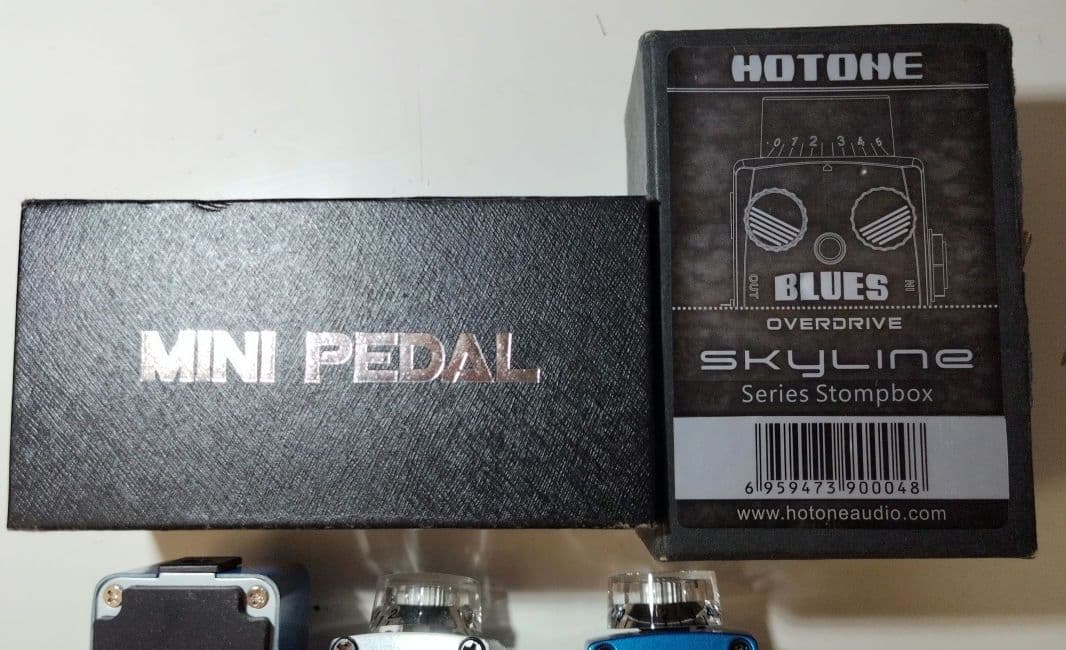 MINI PEDAL
HOTONE
0 1 2 3 4 5
OUT
BLUES
IN
OVERDRIVE
SKYLINE
Series Stompbox
6 959473 900048
www.hotoneaudio.com